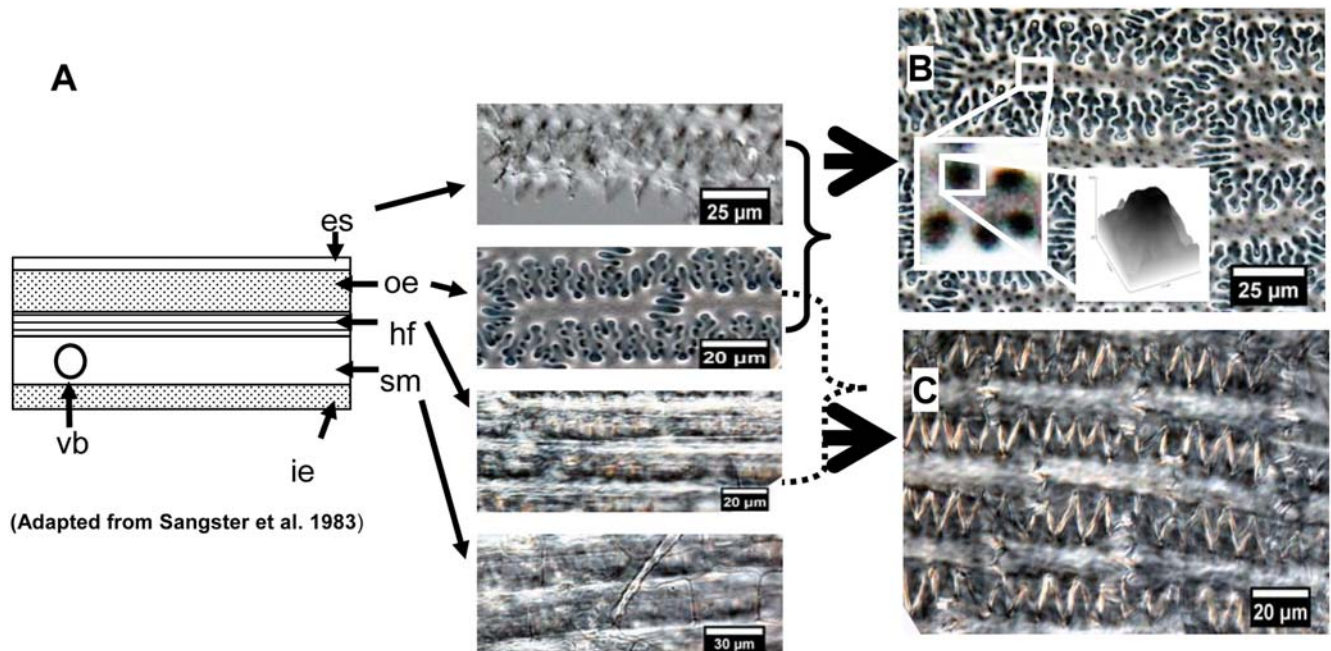 A
es
oe
hf
sm
vb
ie
(Adapted from Sangster et al. 1983)
25 µm
20 µm
20 µm
30 µm
B
25 µm
C
20 µm